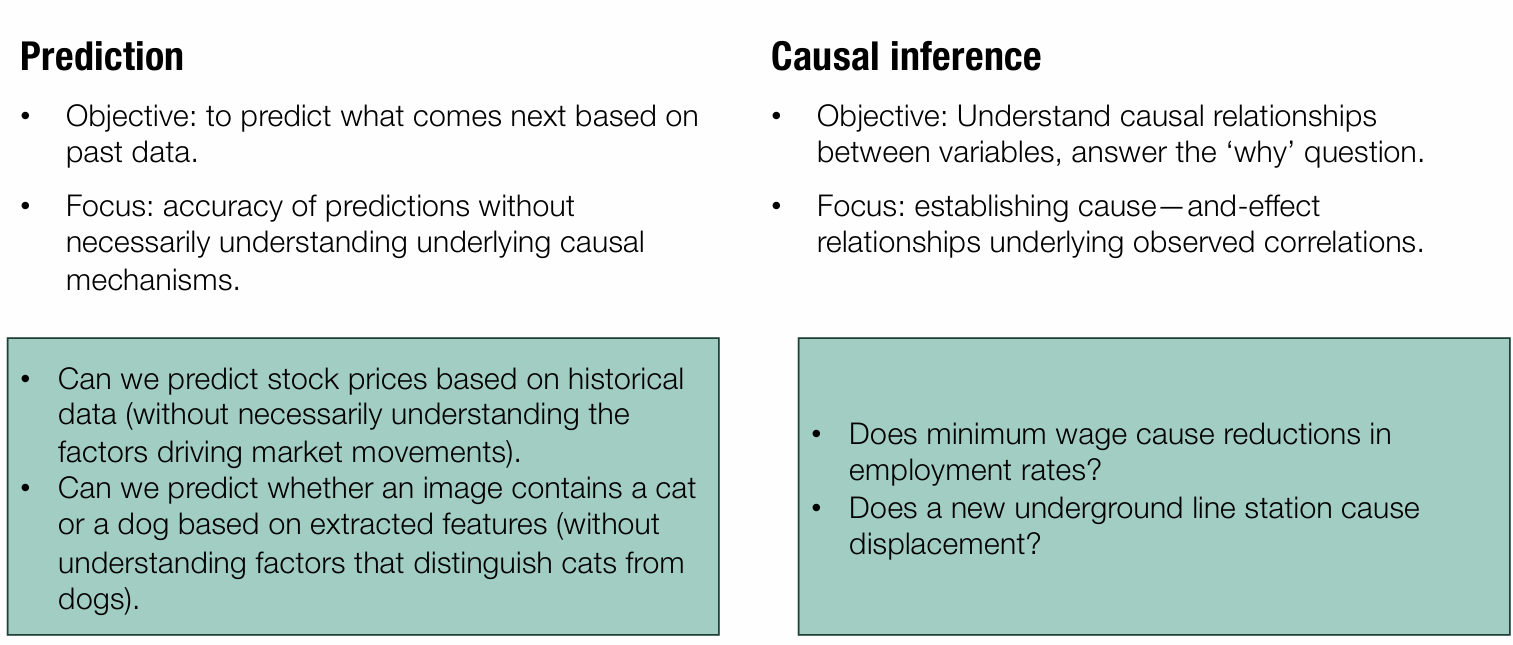 Prediction
• Objective: to predict what comes next based on
past data.
• Focus: accuracy of predictions without
necessarily understanding underlying causal
mechanisms.
• Can we predict stock prices based on historical
data (without necessarily understanding the
factors driving market movements).
• Can we predict whether an image contains a cat
or a dog based on extracted features (without
understanding factors that distinguish cats from
dogs).
Causal inference
• Objective: Understand causal relationships
between variables, answer the ‘why’ question.
• Focus: establishing cause—and-effect
relationships underlying observed correlations.
• Does minimum wage cause reductions in
employment rates?
• Does a new underground line station cause
displacement?